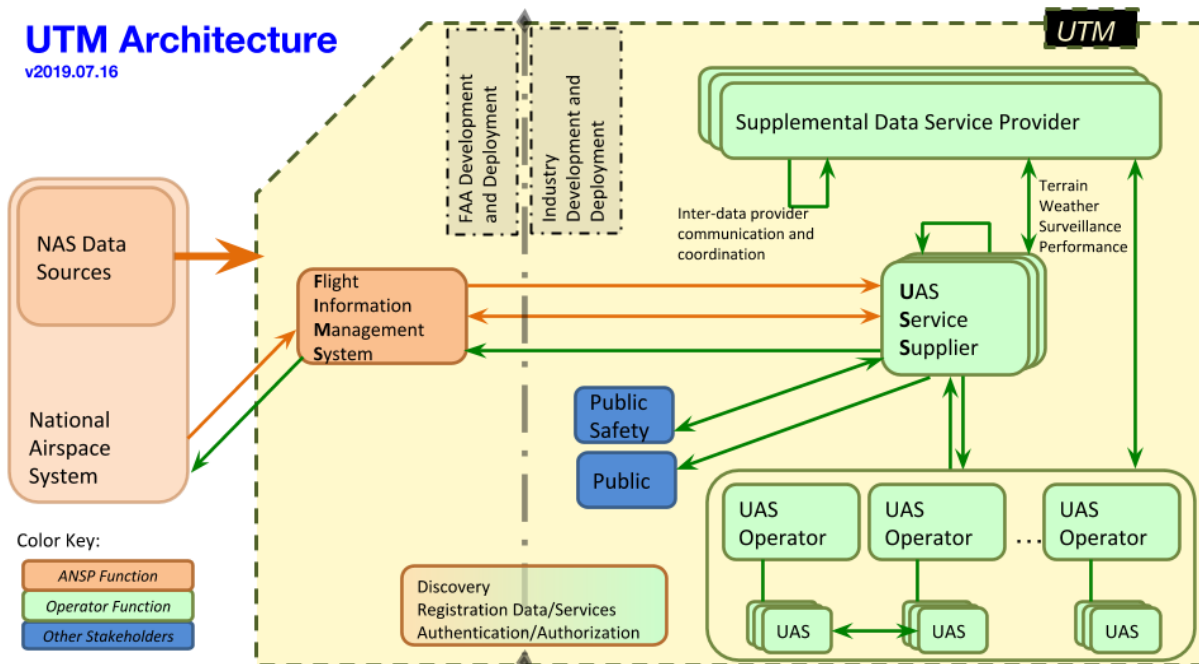 UTM Architecture
v2019.07.16
UTM
FAA Development
and Deployment
Industry
Development and
Deployment
Supplemental Data Service Provider
Terrain
Weather
Surveillance
Performance
Inter-data provider
communication and
coordination
NAS Data
Sources
National
Airspace
System
Flight
Information
Management
System
UAS
Service
Supplier
Public
Safety
Public
UAS
Operator
UAS
Operator
...
UAS
Operator
UAS
UAS
UAS
Color Key:
ANSP Function
Operator Function
Other Stakeholders
Discovery
Registration Data/Services
Authentication/Authorization